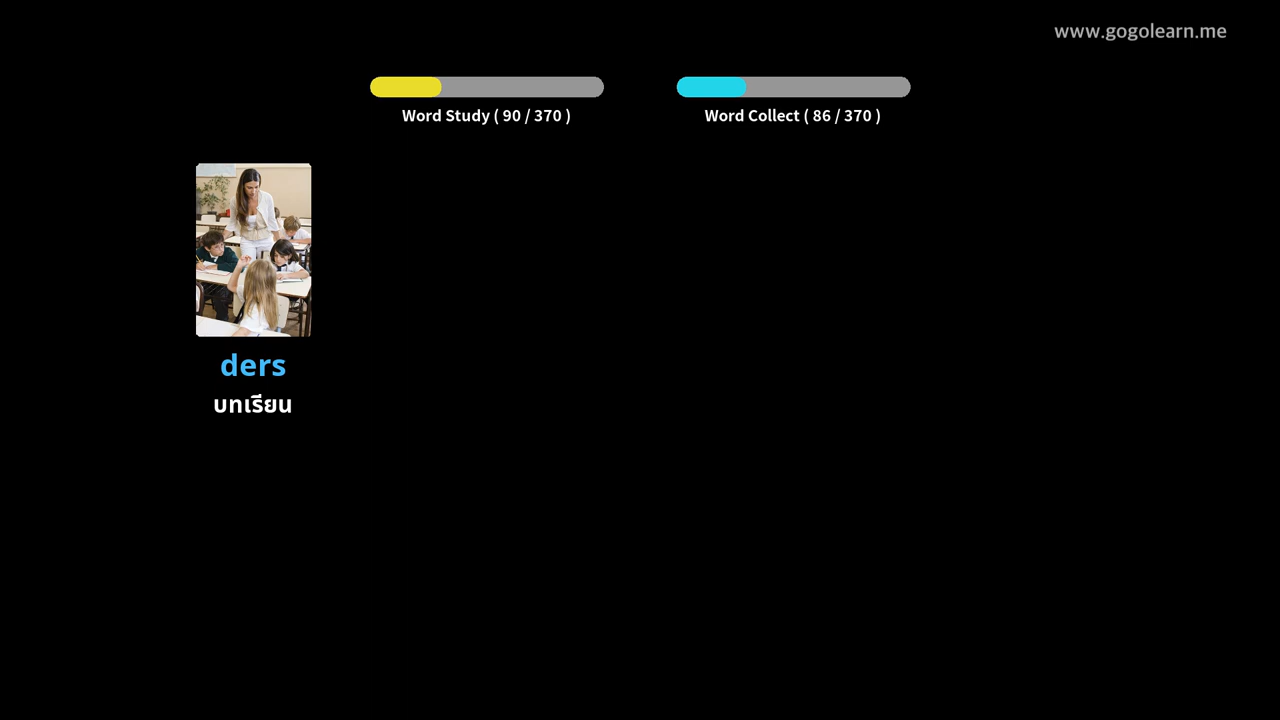 www.gogolearn.me
Word Study ( 90 / 370 )
Word Collect ( 86 / 370 )
ders
บทเรียน